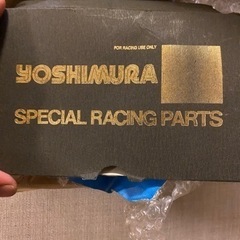 FOR RACING USE ONLY
YOSHIMURA
SPECIAL RACING PARTS